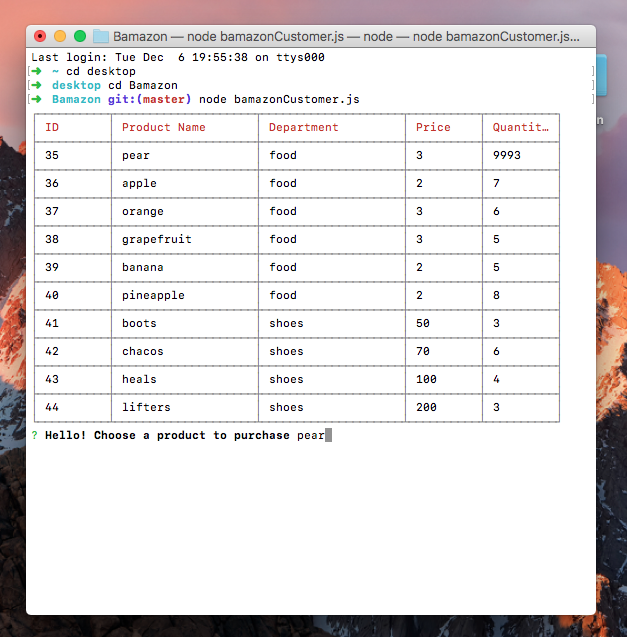 Bamazon — node bamazonCustomer.js — node — node bamazonCustomer.js...
Last login: Tue Dec  6 19:55:38 on ttys000
[➜  ~ cd desktop ]
[➜  desktop cd Bamazon ]
[➜  Bamazon git:(master) node bamazonCustomer.js ]
ID Product Name Department Price Quantit…
35 pear food 3 9993
36 apple food 2 7
37 orange food 3 6
38 grapefruit food 3 5
39 banana food 2 5
40 pineapple food 2 8
41 boots shoes 50 3
42 chacos shoes 70 6
43 heals shoes 100 4
44 lifters shoes 200 3
? Hello! Choose a product to purchase pear